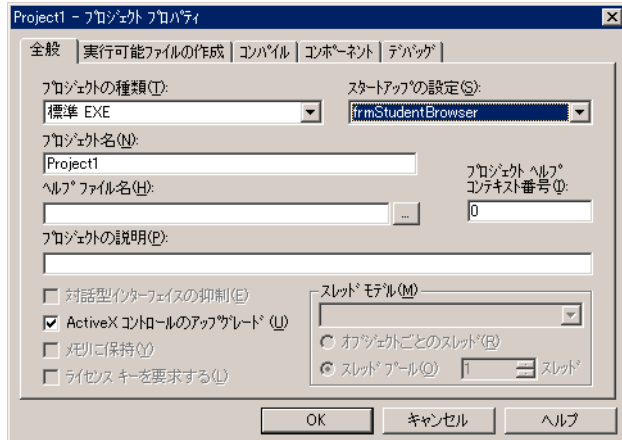 Project1 - ﾌﾟﾛｼﾞｪｸﾄ ﾌﾟﾛﾊﾟﾃｨ
全般
実行可能ファイルの作成
ｺﾝﾊﾟｲﾙ
ｺﾝﾎﾟｰﾈﾝﾄ
ﾃﾞﾊﾞｯｸﾞ
ﾌﾟﾛｼﾞｪｸﾄの種類(T):
スタートアップの設定(S):
標準 EXE
frmStudentBrowser
ﾌﾟﾛｼﾞｪｸﾄ名(N):
Project1
ﾌﾟﾛｼﾞｪｸﾄ ﾍﾙﾌﾟ
ｺﾝﾃｷｽﾄ番号(I):
ﾍﾙﾌﾟ ﾌｧｲﾙ名(H):
...
0
ﾌﾟﾛｼﾞｪｸﾄの説明(P):
対話型ｲﾝﾀｰﾌｪｲｽの抑制(E)
ActiveX ｺﾝﾄﾛｰﾙのｱｯﾌﾟｸﾞﾚｰﾄﾞ (U)
ﾒﾓﾘに保持(Y)
ﾗｲｾﾝｽ ｷｰを要求する(L)
ｽﾚｯﾄﾞ ﾓﾃﾞﾙ(M)
ｵﾌﾞｼﾞｪｸﾄごとのｽﾚｯﾄﾞ(R)
ｽﾚｯﾄﾞ ﾌﾟｰﾙ(O)
1
ｽﾚｯﾄﾞ
OK
キャンセル
ヘルプ